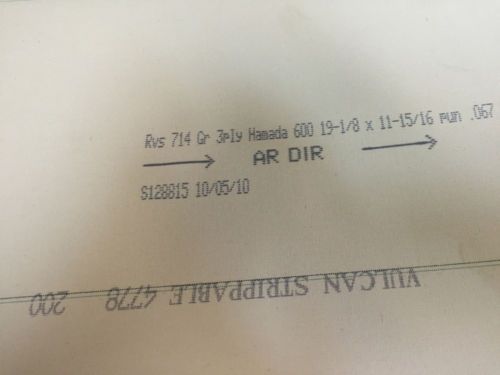 Rvs 714 Gr 3ply Hamada 600 19-1/8 x 11-15/16 pun .067
AR DIR
S128815 10/05/10
VULCAN STRIPPABLE 4778 200